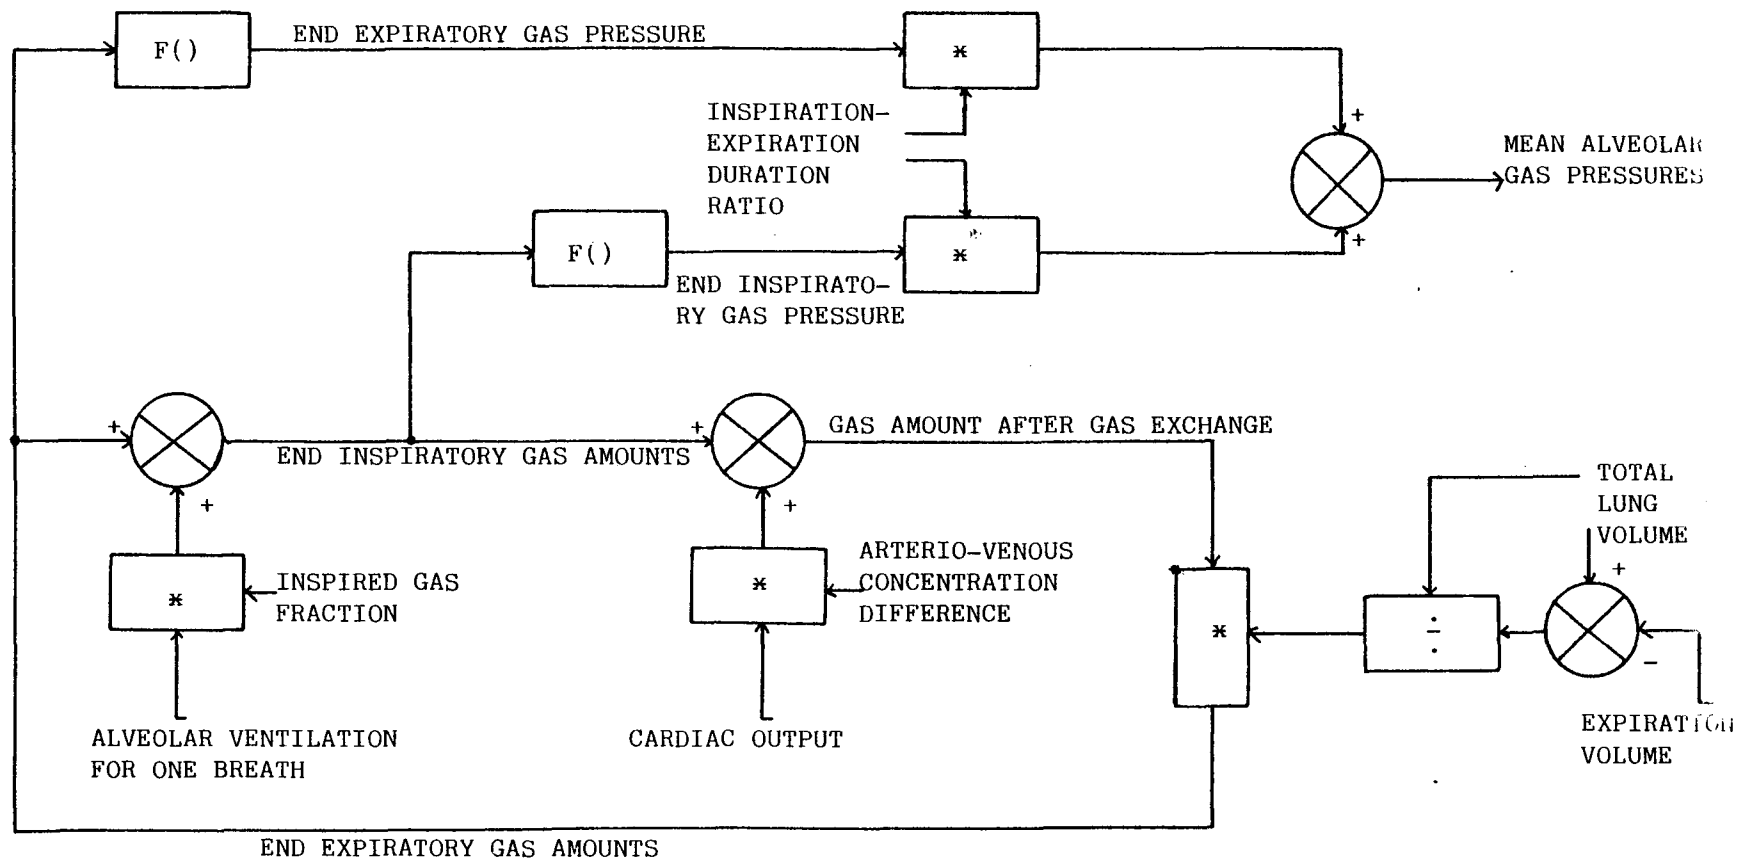 F()
END EXPIRATORY GAS PRESSURE
*
INSPIRATION-
EXPIRATION
DURATION
RATIO
+
MEAN ALVEOLAR
GAS PRESSURES
F()
END INSPIRATO-
RY GAS PRESSURE
*
+
+
END INSPIRATORY GAS AMOUNTS
+
GAS AMOUNT AFTER GAS EXCHANGE
+
*
INSPIRED GAS
FRACTION
ALVEOLAR VENTILATION
FOR ONE BREATH
+
*
ARTERIO-VENOUS
CONCENTRATION
DIFFERENCE
CARDIAC OUTPUT
*
÷
TOTAL
LUNG
VOLUME
+
-
EXPIRATION
VOLUME
END EXPIRATORY GAS AMOUNTS